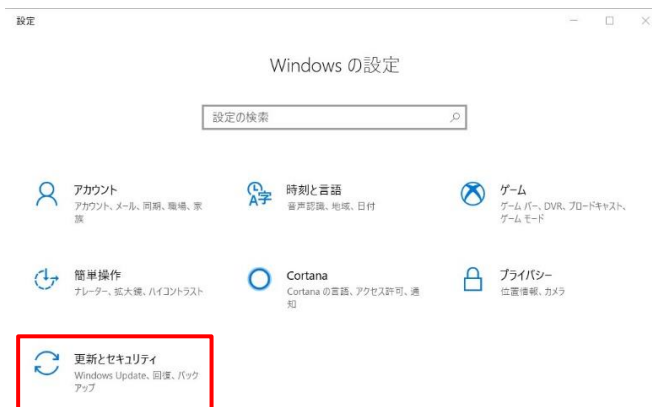 設定
Windows の設定
設定の検索
アカウント
アカウント、メール、同期、職場、家
族
時刻と言語
音声認識、地域、日付
ゲーム
ゲーム バー、DVR、ブロードキャスト、
ゲーム モード
簡単操作
ナレーター、拡大鏡、ハイコントラスト
Cortana
Cortana の言語、アクセス許可、通
知
プライバシー
位置情報、カメラ
更新とセキュリティ
Windows Update、回復、バック
アップ